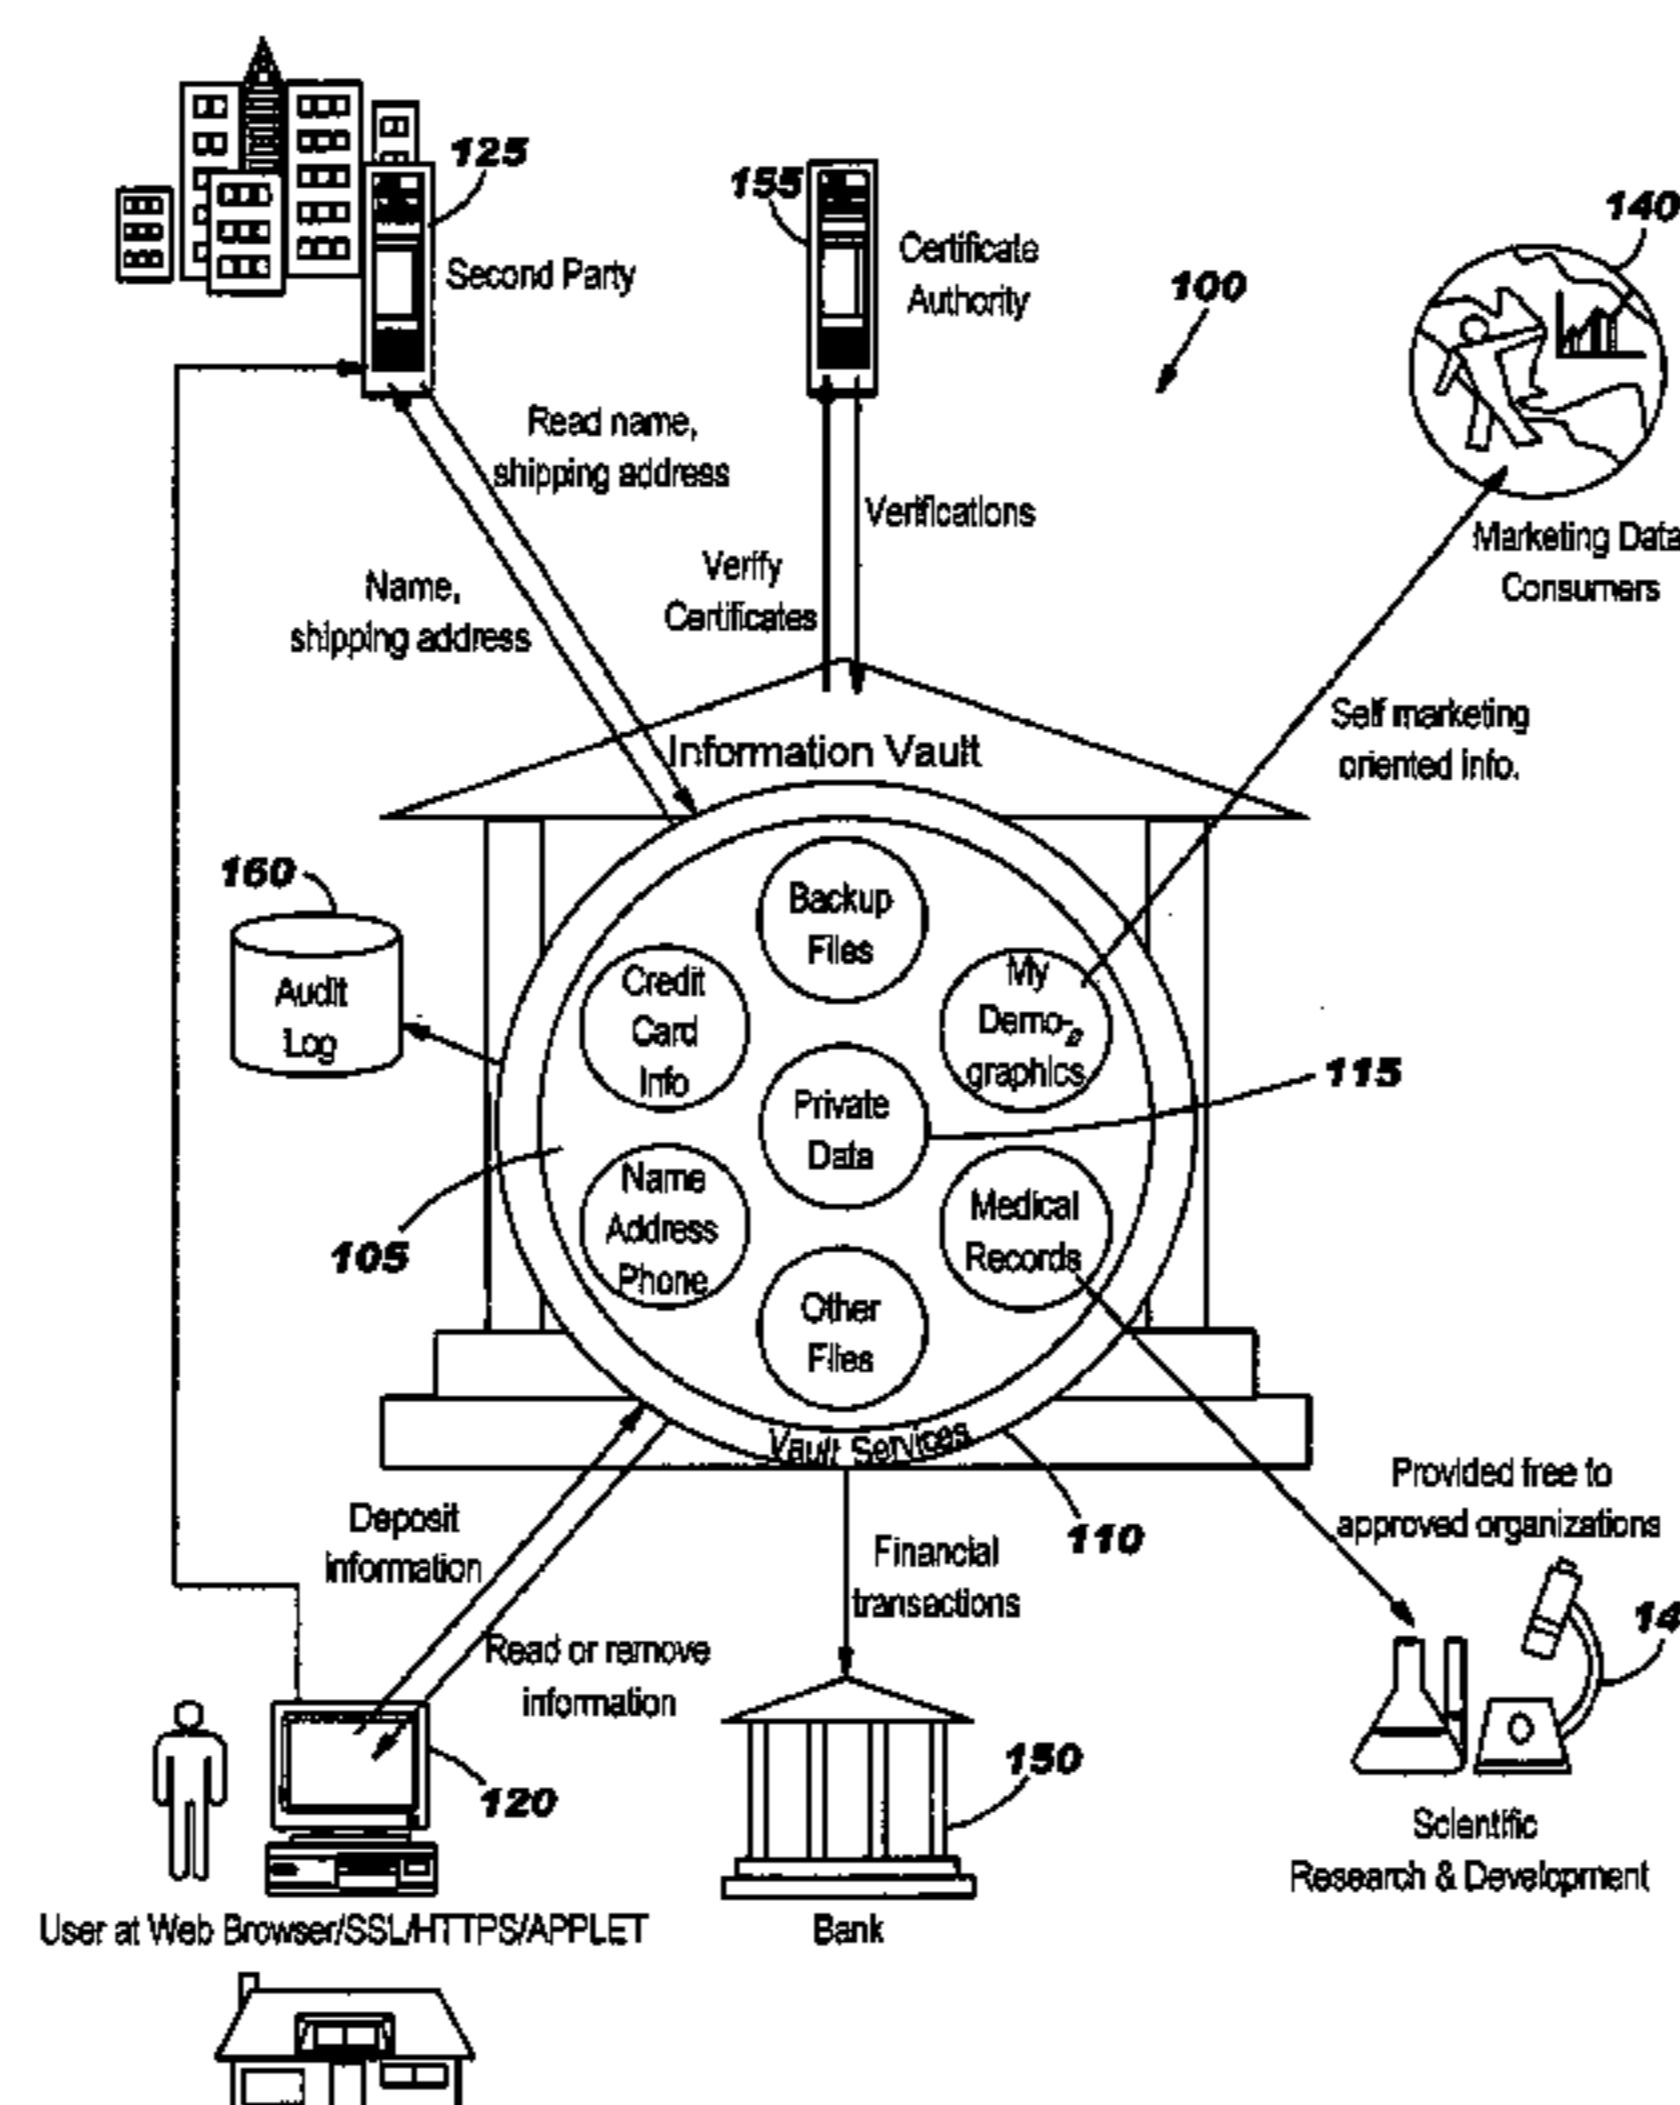 125
155
140
Second Party
Certificate
Authority
100
Read name,
shipping address
Verifications
Marketing Data
Consumers
Verify
Certificates
Name,
shipping address
Self marketing
oriented info.
Information Vault
160
Audit
Log
Backup
Files
Credit
Card
Info
My
Demo-
graphics
Private
Data
115
Name
Address
Phone
Medical
Records
105
Other
Files
Vault Services
110
Deposit
information
Financial
transactions
Provided free to
approved organizations
14
Read or remove
information
120
150
Scientific
Research & Development
User at Web Browser/SSL/HTTPS/APPLET
Bank